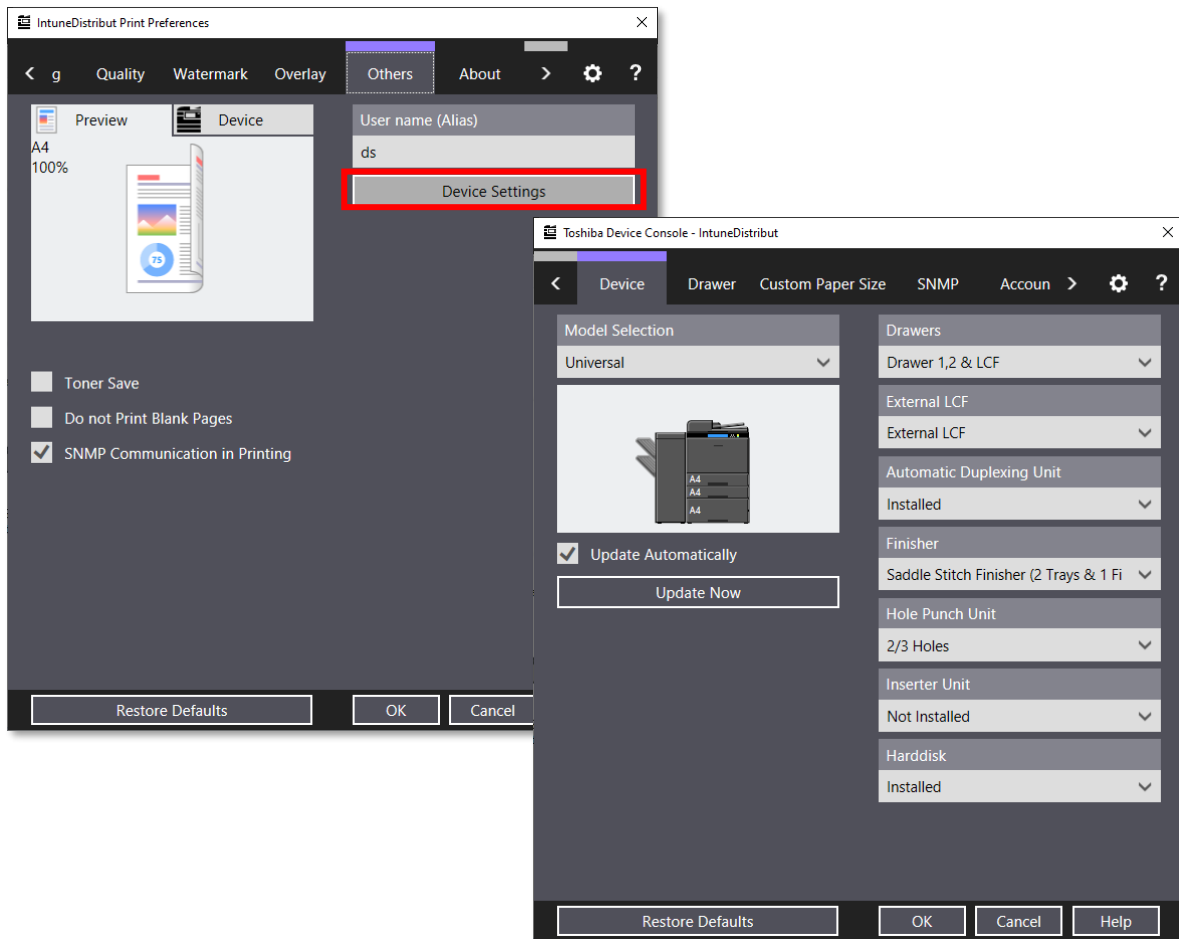 IntuneDistribut Print Preferences
g Quality Watermark Overlay Others About ?
Preview Device
A4
100%
75
User name (Alias)
ds
Device Settings
Toner Save
Do not Print Blank Pages
SNMP Communication in Printing
Restore Defaults OK Cancel
Toshiba Device Console - IntuneDistribut
Device Drawer Custom Paper Size SNMP Accoun ?
Model Selection
Universal
A4
A4
A4
Update Automatically
Update Now
Drawers
Drawer 1,2 & LCF
External LCF
External LCF
Automatic Duplexing Unit
Installed
Finisher
Saddle Stitch Finisher (2 Trays & 1 Fi
Hole Punch Unit
2/3 Holes
Inserter Unit
Not Installed
Harddisk
Installed
Restore Defaults OK Cancel Help